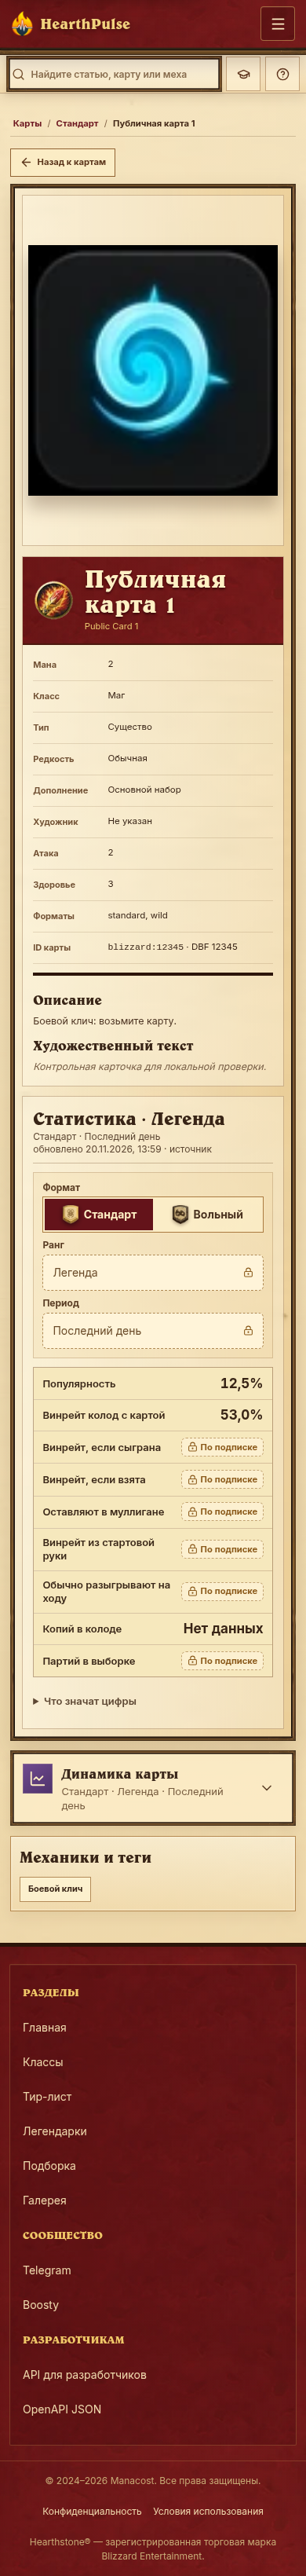 HearthPulse
Найдите статью, карту или меха
Карты / Стандарт / Публичная карта 1
Назад к картам
Публичная
карта 1
Public Card 1
Мана 2
Класс Маг
Тип Существо
Редкость Обычная
Дополнение Основной набор
Художник Не указан
Атака 2
Здоровье 3
Форматы standard, wild
ID карты blizzard:12345 · DBF 12345
Описание
Боевой клич: возьмите карту.
Художественный текст
Контрольная карточка для локальной проверки.
Статистика · Легенда
Стандарт · Последний день
обновлено 20.11.2026, 13:59 · источник
Формат
Стандарт Вольный
Ранг
Легенда
Период
Последний день
Популярность 12,5%
Винрейт колод с картой 53,0%
Винрейт, если сыграна По подписке
Винрейт, если взята По подписке
Оставляют в муллигане По подписке
Винрейт из стартовой
руки По подписке
Обычно разыгрывают на
ходу По подписке
Копий в колоде Нет данных
Партий в выборке По подписке
Что значат цифры
Динамика карты
Стандарт · Легенда · Последний
день
Механики и теги
Боевой клич
РАЗДЕЛЫ
Главная
Классы
Тир-лист
Легендарки
Подборка
Галерея
СООБЩЕСТВО
Telegram
Boosty
РАЗРАБОТЧИКАМ
API для разработчиков
OpenAPI JSON
© 2024–2026 Manacost. Все права защищены.
Конфиденциальность Условия использования
Hearthstone® — зарегистрированная торговая марка
Blizzard Entertainment.